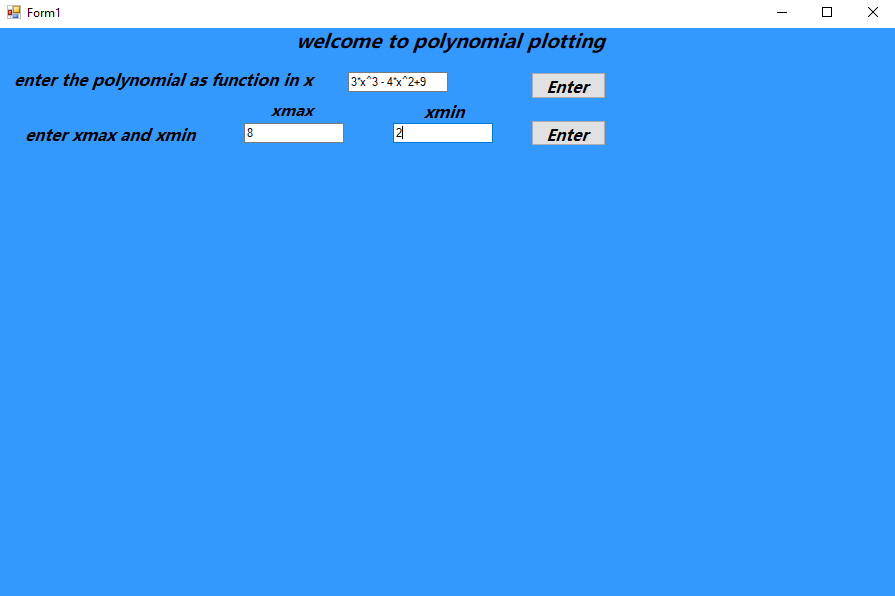 Form1
welcome to polynomial plotting
enter the polynomial as function in x 3*x^3 - 4*x^2+9 Enter
xmax xmin
enter xmax and xmin 8 2 Enter